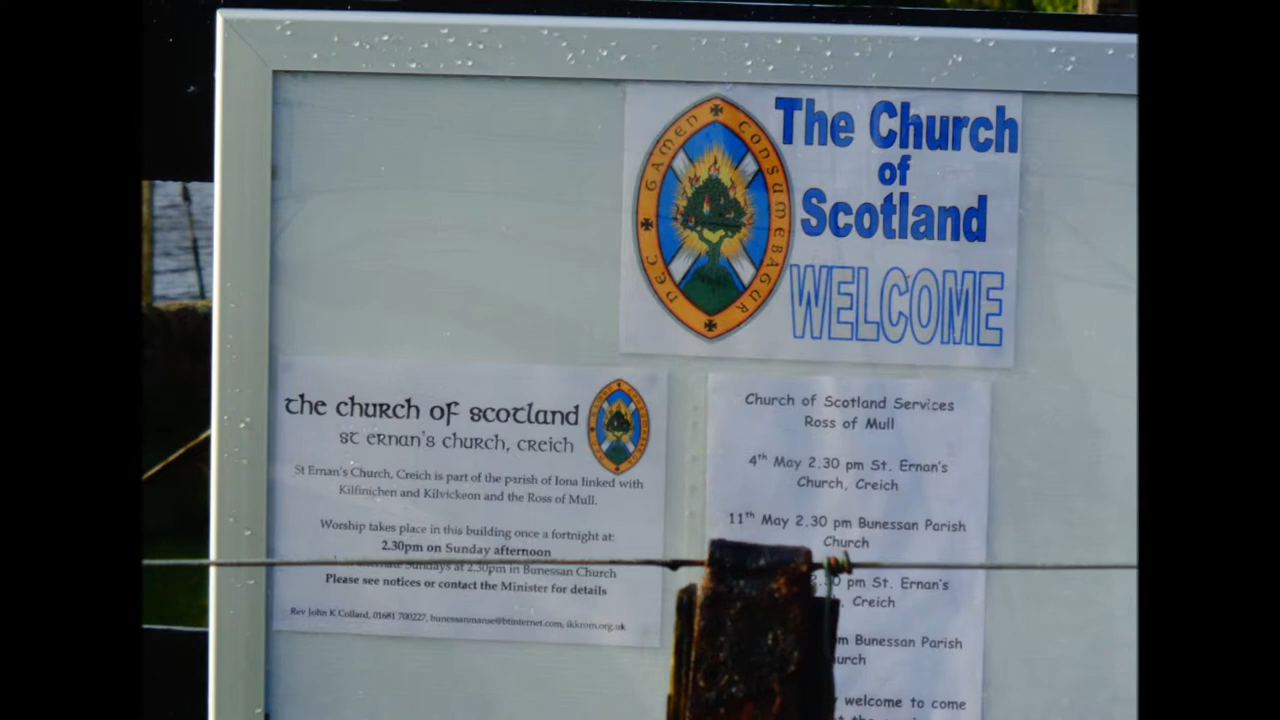 The Church
of
Scotland
WELCOME
NEC TAMEN CONSUMEBATUR
the church of scotland
st ernan's church, creich
St Ernan's Church, Creich is part of the parish of Iona linked with
Kilfinichen and Kilvickeon and the Ross of Mull.
Worship takes place in this building once a fortnight at:
2.30pm on Sunday afternoon
Sundays at 2.30pm in Bunessan Church
Please see notices or contact the Minister for details
Rev John K Collard, 01681 700227, bunessanmanse@btinternet.com, ikkrom.org.uk
Church of Scotland Services
Ross of Mull
4th May 2.30 pm St. Ernan's
Church, Creich
11th May 2.30 pm Bunessan Parish
Church
pm St. Ernan's
, Creich
Bunessan Parish
welcome to come